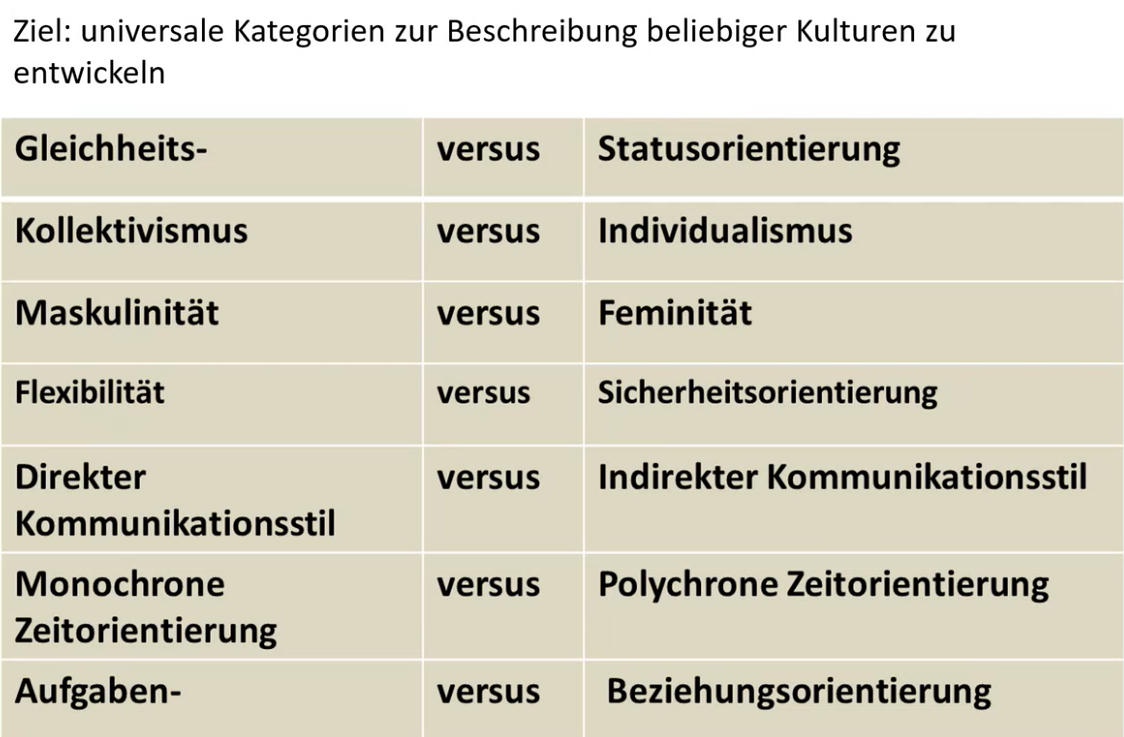 Ziel: universale Kategorien zur Beschreibung beliebiger Kulturen zu
entwickeln
Gleichheits- versus Statusorientierung
Kollektivismus versus Individualismus
Maskulinität versus Feminität
Flexibilität versus Sicherheitsorientierung
Direkter versus Indirekter Kommunikationsstil
Kommunikationsstil
Monochrone versus Polychrone Zeitorientierung
Zeitorientierung
Aufgaben- versus Beziehungsorientierung